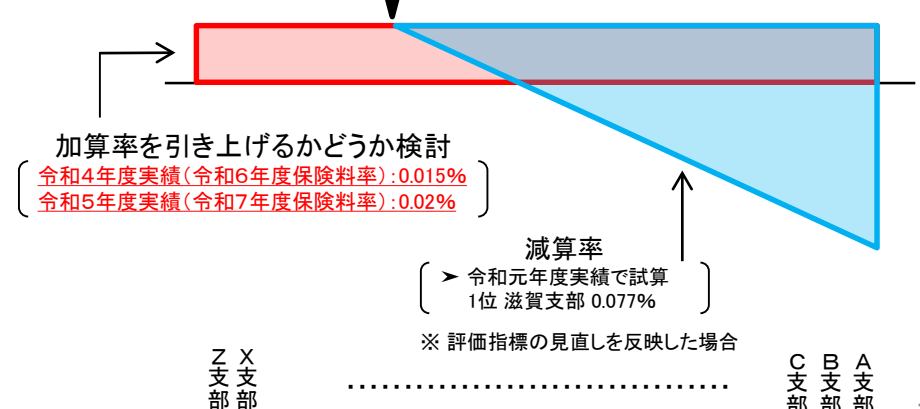 加算率を引き上げるかどうか検討
令和4年度実績(令和6年度保険料率):0.015%
令和5年度実績(令和7年度保険料率):0.02%
減算率
➤ 令和元年度実績で試算
1位 滋賀支部 0.077%
※ 評価指標の見直しを反映した場合
Z支部
X支部
‥‥‥‥‥‥‥‥‥‥‥‥‥‥‥‥
C支部
B支部
A支部